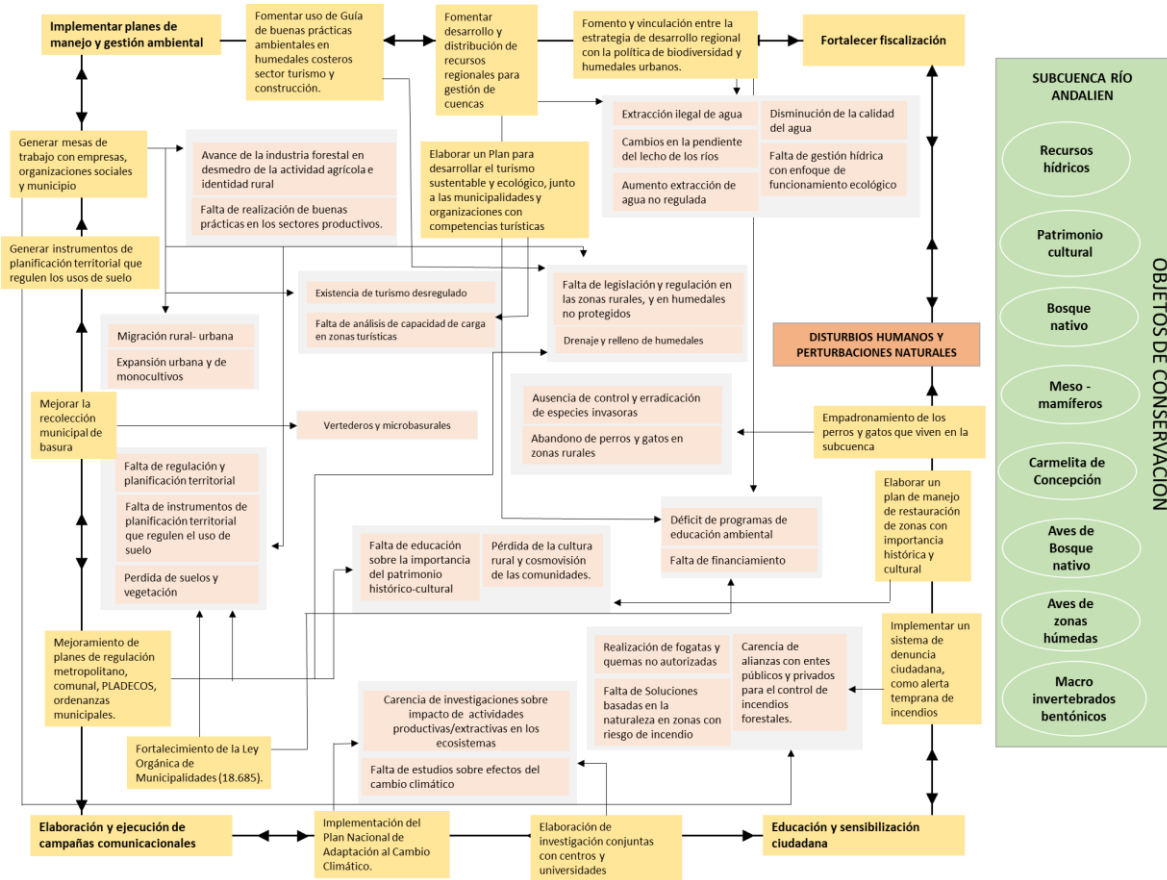 Implementar planes de
manejo y gestión ambiental
Fomentar uso de Guía
de buenas prácticas
ambientales en
humedales costeros
sector turismo y
construcción.
Fomentar
desarrollo y
distribución de
recursos
regionales para
gestión de
cuencas
Fomento y vinculación entre la
estrategia de desarrollo regional
con la política de biodiversidad y
humedales urbanos.
Fortalecer fiscalización
Generar mesas de
trabajo con empresas,
organizaciones sociales
y municipio
Avance de la industria forestal en
desmedro de la actividad agrícola e
identidad rural
Falta de realización de buenas
prácticas en los sectores productivos.
Elaborar un Plan para
desarrollar el turismo
sustentable y ecológico, junto
a las municipalidades y
organizaciones con
competencias turísticas
Extracción ilegal de agua
Cambios en la pendiente
del lecho de los ríos
Aumento extracción de
agua no regulada
Disminución de la calidad
del agua
Falta de gestión hídrica
con enfoque de
funcionamiento ecológico
Generar instrumentos de
planificación territorial que
regulen los usos de suelo
Existencia de turismo desregulado
Falta de análisis de capacidad de carga
en zonas turísticas
Falta de legislación y regulación en
las zonas rurales, y en humedales
no protegidos
Drenaje y relleno de humedales
Migración rural- urbana
Expansión urbana y de
monocultivos
DISTURBIOS HUMANOS Y
PERTURBACIONES NATURALES
Mejorar la
recolección
municipal de
basura
Vertederos y microbasurales
Ausencia de control y erradicación
de especies invasoras
Abandono de perros y gatos en
zonas rurales
Empadronamiento de los
perros y gatos que viven en la
subcuenca
Falta de regulación y
planificación territorial
Falta de instrumentos de
planificación territorial
que regulen el uso de
suelo
Perdida de suelos y
vegetación
Falta de educación
sobre la importancia
del patrimonio
histórico-cultural
Pérdida de la cultura
rural y cosmovisión
de las comunidades.
Déficit de programas de
educación ambiental
Falta de financiamiento
Elaborar un
plan de manejo
de restauración
de zonas con
importancia
histórica y
cultural
Mejoramiento de
planes de regulación
metropolitano,
comunal, PLADECOS,
ordenanzas
municipales.
Realización de fogatas y
quemas no autorizadas
Falta de Soluciones
basadas en la
naturaleza en zonas con
riesgo de incendio
Carencia de
alianzas con entes
públicos y privados
para el control de
incendios
forestales.
Implementar un
sistema de
denuncia
ciudadana,
como alerta
temprana de
incendios
Fortalecimiento de la Ley
Orgánica de
Municipalidades (18.685).
Carencia de investigaciones sobre
impacto de actividades
productivas/extractivas en los
ecosistemas
Falta de estudios sobre efectos del
cambio climático
Elaboración y ejecución de
campañas comunicacionales
Implementación del
Plan Nacional de
Adaptación al Cambio
Climático.
Elaboración de
investigación conjuntas
con centros y
universidades
Educación y sensibilización
ciudadana
SUBCUENCA RÍO
ANDALIEN
Recursos
hídricos
Patrimonio
cultural
Bosque
nativo
Meso -
mamíferos
Carmelita de
Concepción
Aves de
Bosque
nativo
Aves de
zonas
húmedas
Macro
invertebrados
bentónicos
OBJETOS DE CONSERVACION